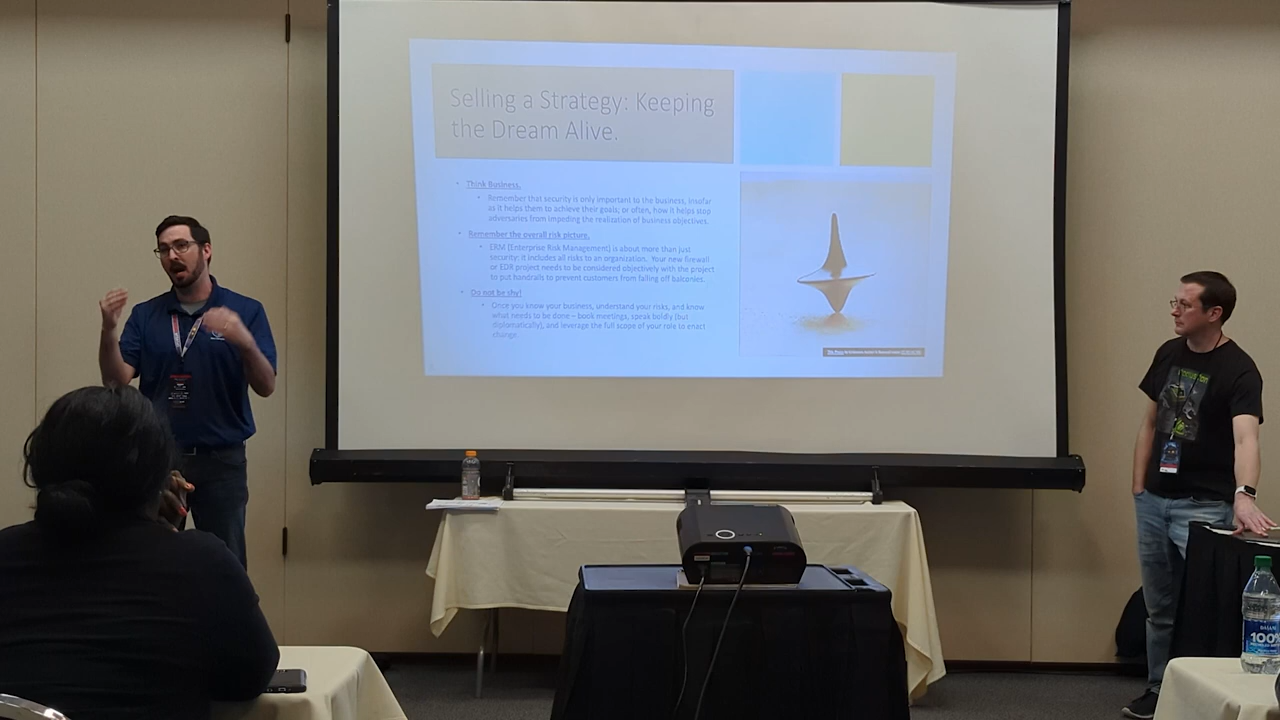 Selling a Strategy: Keeping
the Dream Alive.
Think Business.
Remember that security is only important to the business, insofar
as it helps them to achieve their goals; or often, how it helps stop
adversaries from impeding the realization of business objectives.
Remember the overall risk picture.
ERM (Enterprise Risk Management) is about more than just
security: it includes all risks to an organization. Your new firewall
or EDR project needs to be considered objectively with the project
to put handrails to prevent customers from falling off balconies.
Do not be shy!
Once you know your business, understand your risks, and know
what needs to be done – book meetings, speak boldly (but
diplomatically), and leverage the full scope of your role to enact
change.
100%